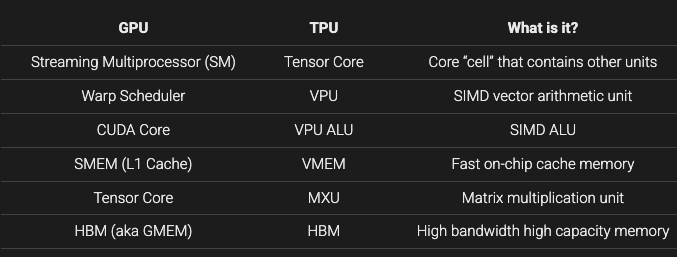 GPU TPU What is it?
Streaming Multiprocessor (SM) Tensor Core Core “cell” that contains other units
Warp Scheduler VPU SIMD vector arithmetic unit
CUDA Core VPU ALU SIMD ALU
SMEM (L1 Cache) VMEM Fast on-chip cache memory
Tensor Core MXU Matrix multiplication unit
HBM (aka GMEM) HBM High bandwidth high capacity memory